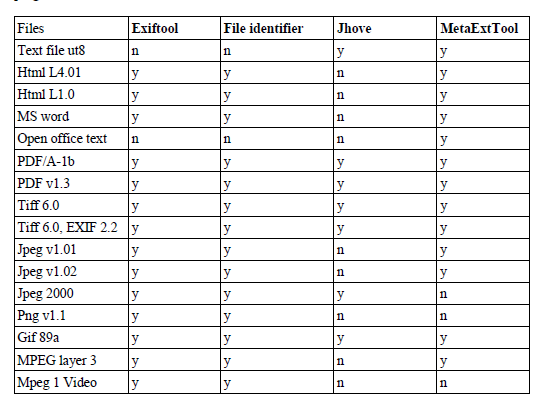 Files Exiftool File identifier Jhove MetaExtTool
Text file ut8 n n y y
Html L4.01 y y n y
Html L1.0 y y n y
MS word y y n y
Open office text n n n y
PDF/A-1b y y y y
PDF v1.3 y y y y
Tiff 6.0 y y y y
Tiff 6.0, EXIF 2.2 y y y y
Jpeg v1.01 y y n y
Jpeg v1.02 y y n y
Jpeg 2000 y y y n
Png v1.1 y y n n
Gif 89a y y y y
MPEG layer 3 y y n y
Mpeg 1 Video y y n n